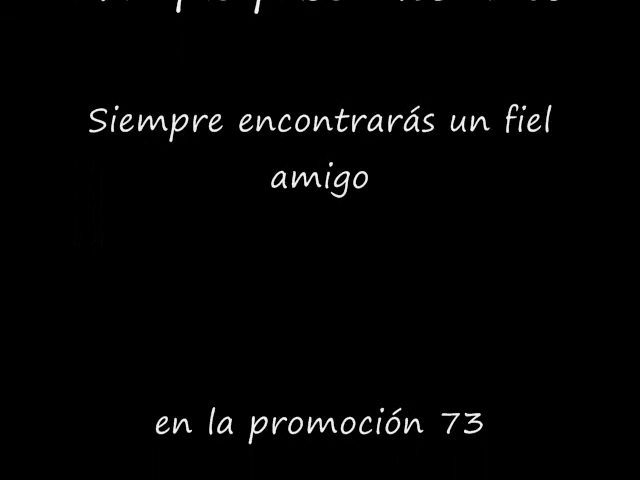 Siempre encontrarás un fiel
amigo
en la promoción 73